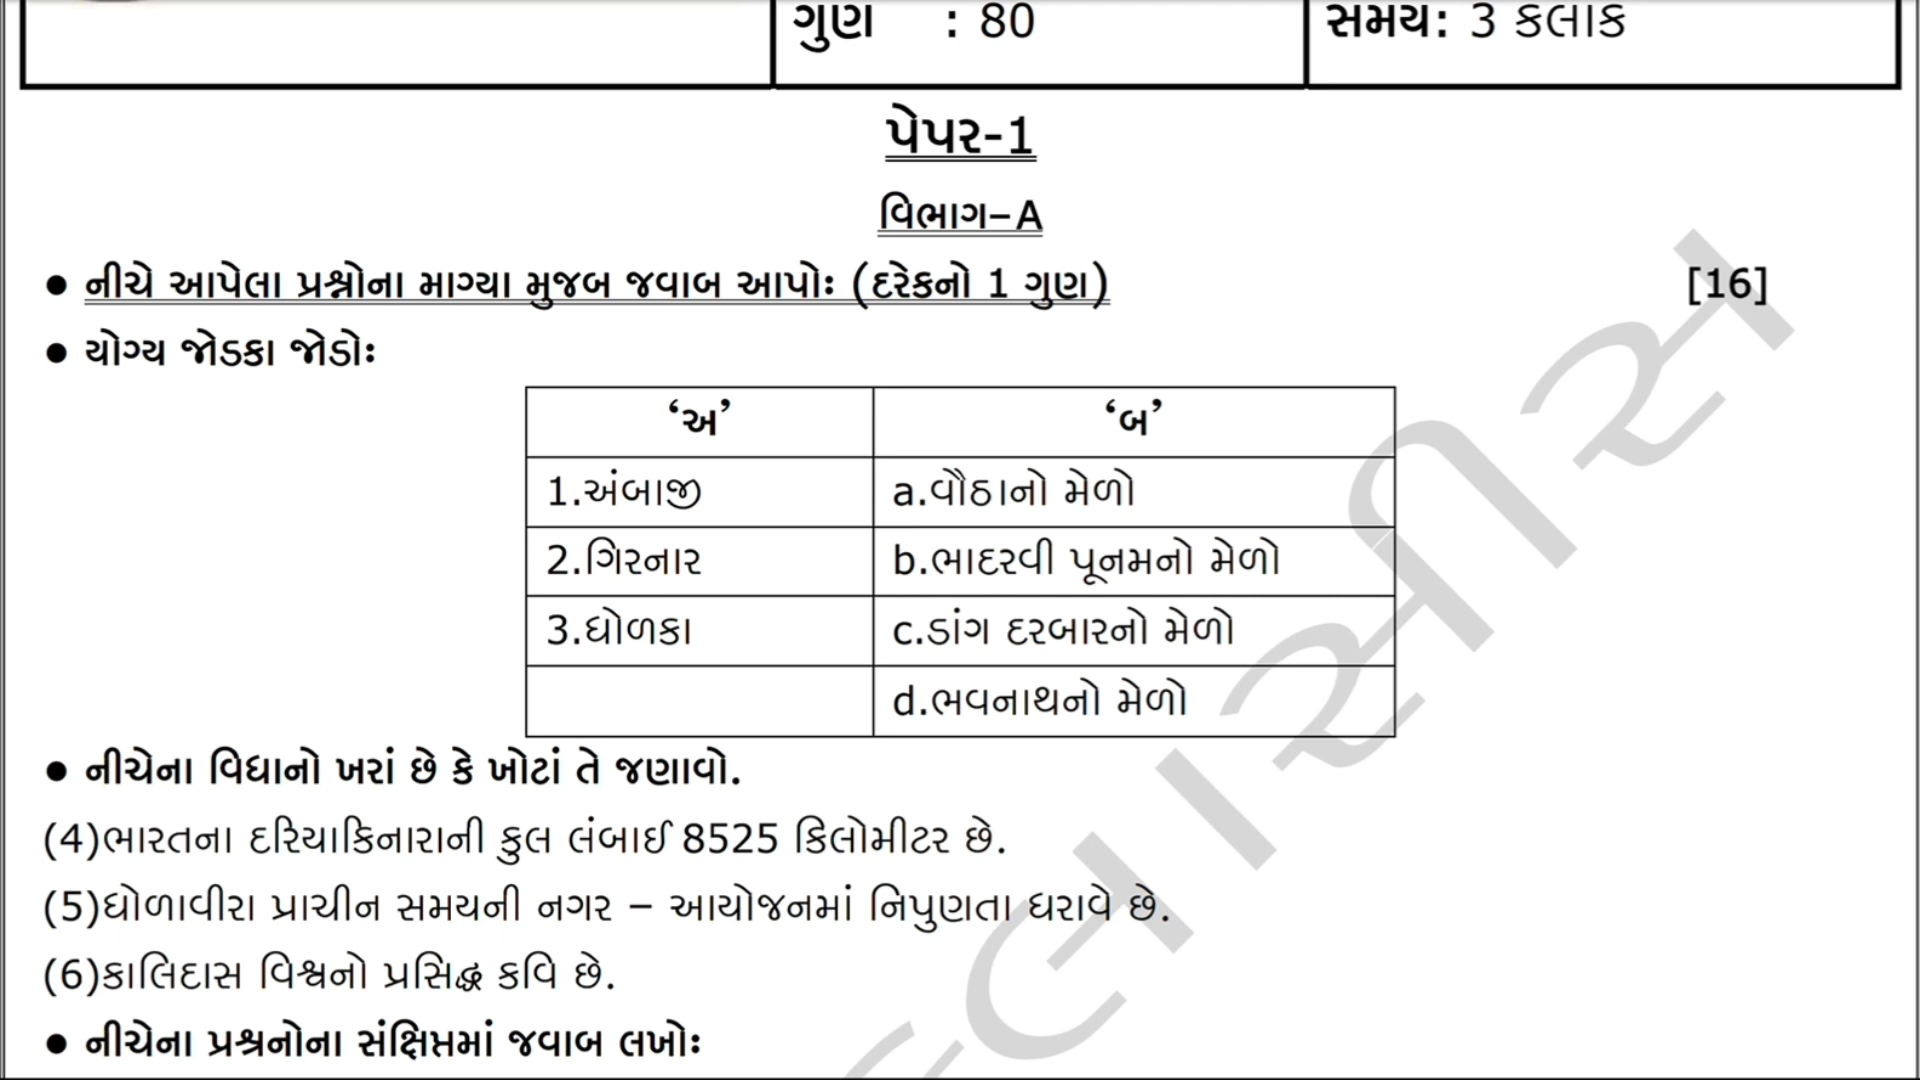 ગુણ : 80
સમય: 3 કલાક
પેપર-1
વિભાગ–A
● નીચે આપેલા પ્રશ્નોના માગ્યા મુજબ જવાબ આપોઃ (દરેકનો 1 ગુણ) [16]
● યોગ્ય જોડકા જોડોઃ
‘અ’ ‘બ’
1.અંબાજી a.વૌઠાનો મેળો
2.ગિરનાર b.ભાદરવી પૂનમનો મેળો
3.ધોળકા c.ડાંગ દરબારનો મેળો
d.ભવનાથનો મેળો
● નીચેના વિધાનો ખરાં છે કે ખોટાં તે જણાવો.
(4)ભારતના દરિયાકિનારાની કુલ લંબાઈ 8525 કિલોમીટર છે.
(5)ધોળાવીરા પ્રાચીન સમયની નગર – આયોજનમાં નિપુણતા ધરાવે છે.
(6)કાલિદાસ વિશ્વનો પ્રસિદ્ધ કવિ છે.
● નીચેના પ્રશ્રનોના સંક્ષિપ્તમાં જવાબ લખોઃ